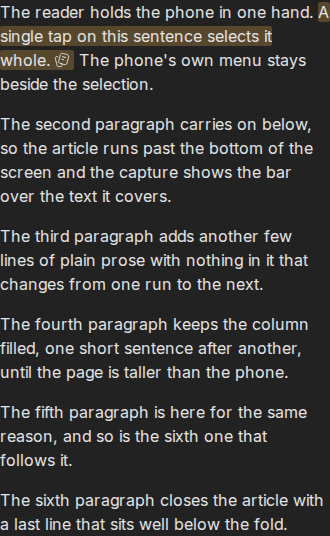 The reader holds the phone in one hand. A
single tap on this sentence selects it
whole. The phone's own menu stays
beside the selection.
The second paragraph carries on below,
so the article runs past the bottom of the
screen and the capture shows the bar
over the text it covers.
The third paragraph adds another few
lines of plain prose with nothing in it that
changes from one run to the next.
The fourth paragraph keeps the column
filled, one short sentence after another,
until the page is taller than the phone.
The fifth paragraph is here for the same
reason, and so is the sixth one that
follows it.
The sixth paragraph closes the article with
a last line that sits well below the fold.